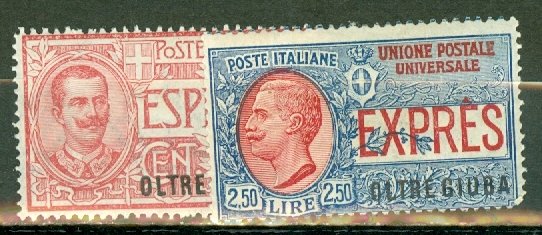 POSTE
ESP
CENT
OLTRE
POSTE ITALIANE
UNIONE POSTALE
UNIVERSALE
EXPRÈS
OLTRE GIUBA
2,50 LIRE 2,50